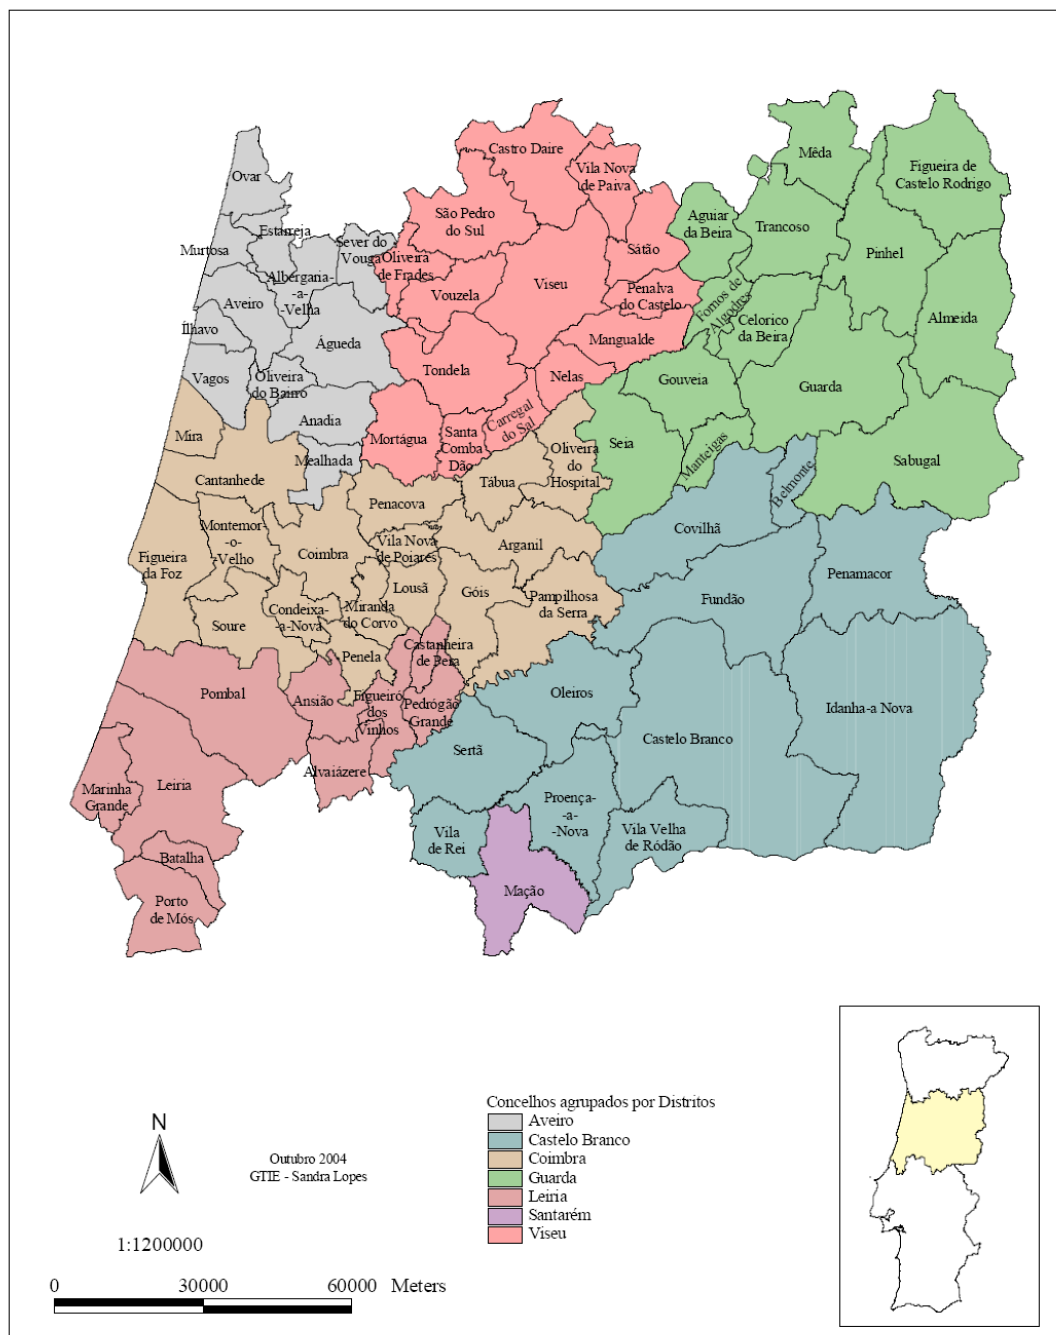 Castro Daire
Mêda
Vila Nova
de Paiva
Figueira de
Castelo Rodrigo
Ovar
São Pedro
do Sul
Aguiar
da Beira
Trancoso
Estarreja
Murtosa
Sever do
Vouga
Oliveira
de Frades
Sátão
Pinhel
Albergaria-
-a-
-Velha
Vouzela
Viseu
Penalva
do Castelo
Fornos de
Algodres
Aveiro
Celorico
da Beira
Almeida
Ílhavo
Águeda
Mangualde
Vagos
Oliveira
do Bairro
Tondela
Nelas
Gouveia
Guarda
Anadia
Carregal
do Sal
Mira
Mortágua
Santa
Comba
Dão
Seia
Manteigas
Sabugal
Mealhada
Oliveira
do
Hospital
Belmonte
Cantanhede
Tábua
Penacova
Montemor-
-o-
-Velho
Covilhã
Figueira
da Foz
Coimbra
Vila Nova
de Poiares
Arganil
Penamacor
Lousã
Góis
Pampilhosa
da Serra
Fundão
Soure
Condeixa-
-a-Nova
Miranda
do Corvo
Castanheira
de Pera
Penela
Pombal
Ansião
Figueiró
dos
Vinhos
Pedrógão
Grande
Oleiros
Idanha-a Nova
Castelo Branco
Sertã
Alvaiázere
Marinha
Grande
Leiria
Proença-
-a-
-Nova
Vila
de Rei
Vila Velha
de Ródão
Batalha
Mação
Porto
de Mós
N
Outubro 2004
GTIE - Sandra Lopes
1:1200000
0 30000 60000 Meters
Concelhos agrupados por Distritos
Aveiro
Castelo Branco
Coimbra
Guarda
Leiria
Santarém
Viseu